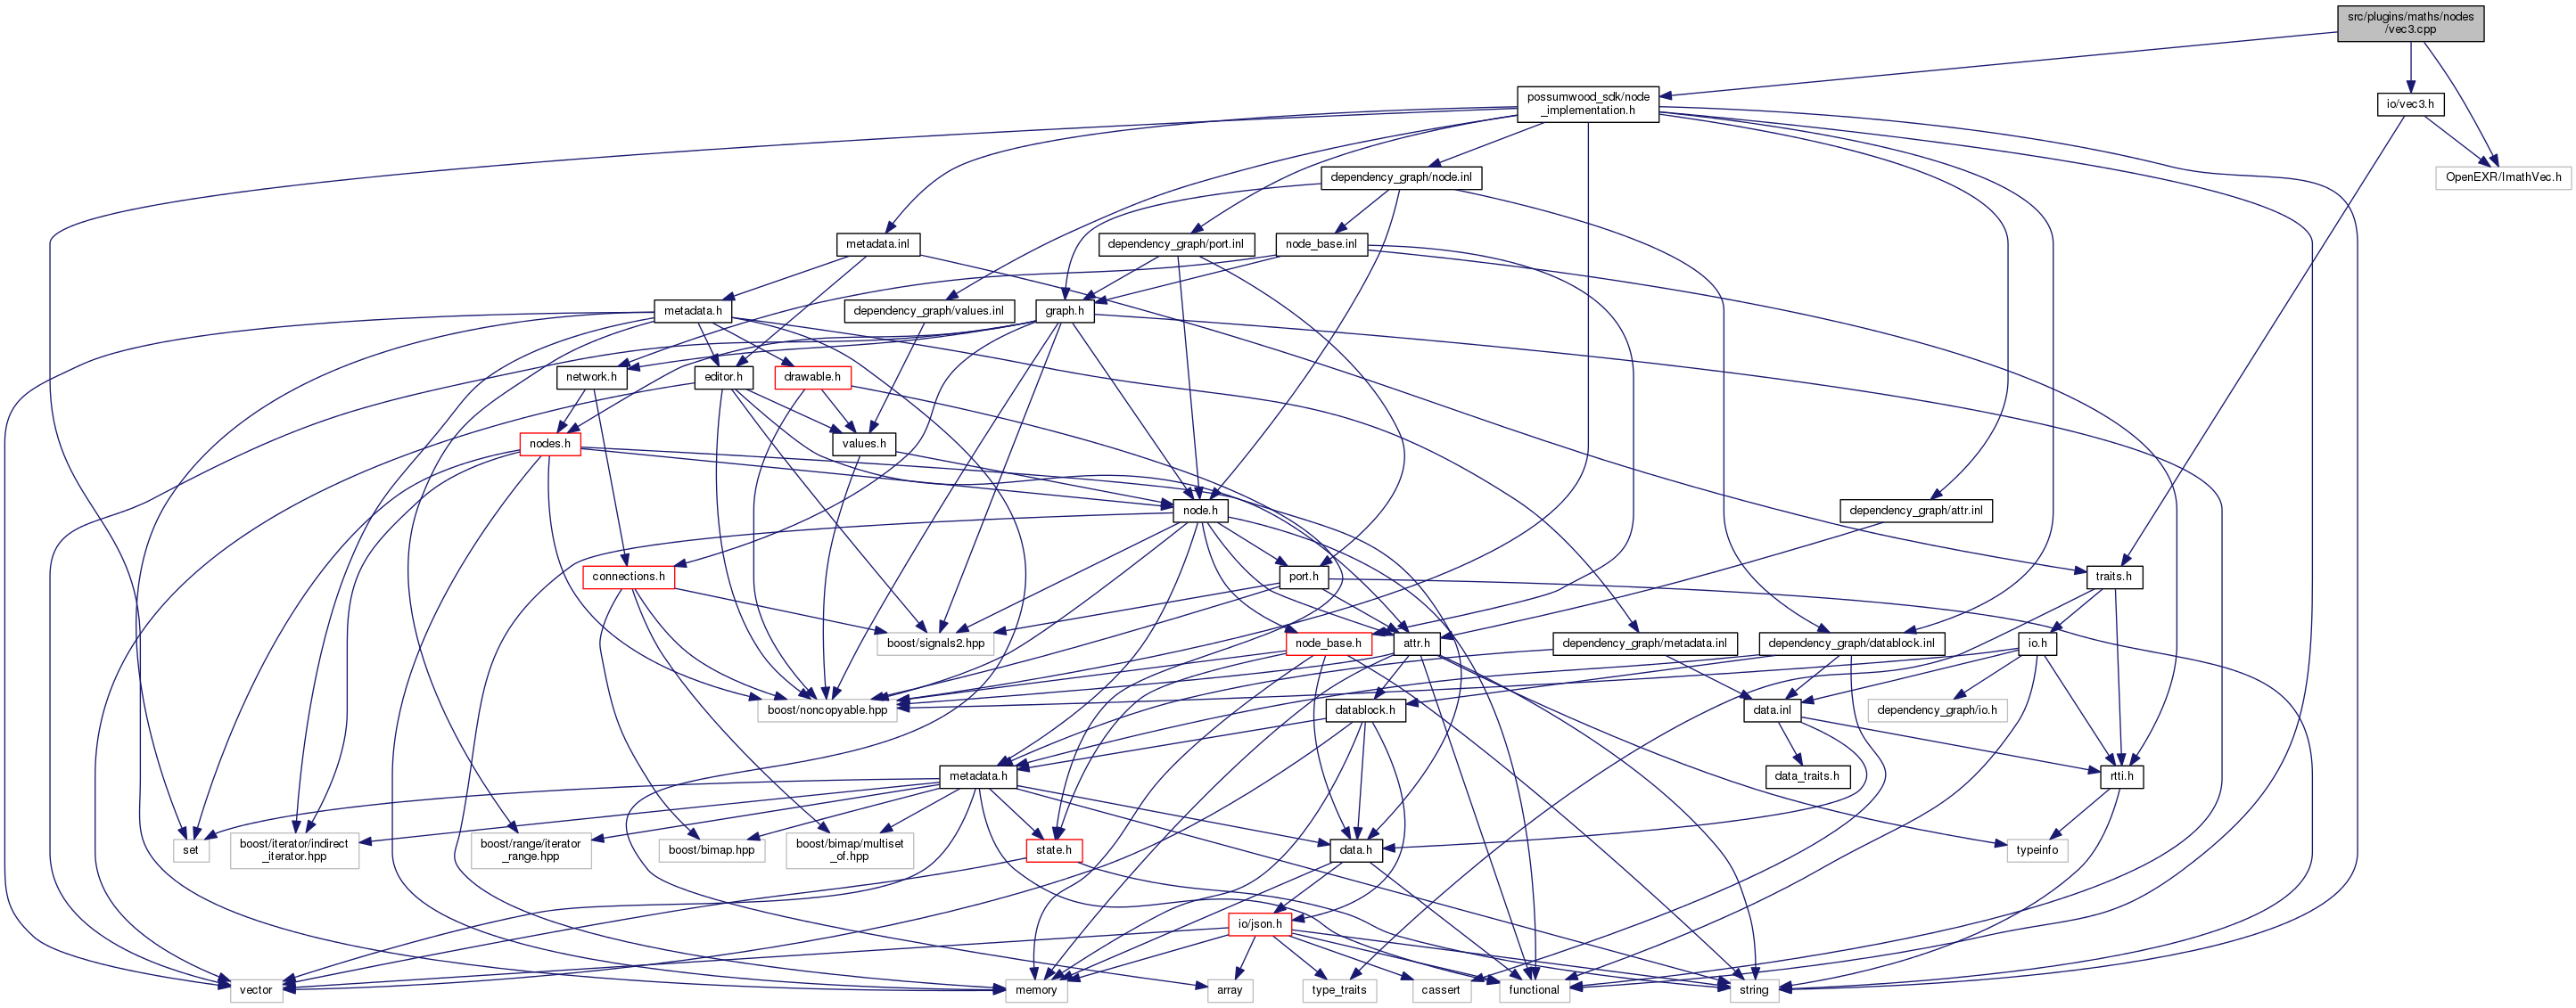 src/plugins/maths/nodes
/vec3.cpp
possumwood_sdk/node
_implementation.h
io/vec3.h
dependency_graph/node.inl
OpenEXR/ImathVec.h
metadata.inl
dependency_graph/port.inl
node_base.inl
metadata.h
dependency_graph/values.inl
graph.h
network.h
editor.h
drawable.h
nodes.h
values.h
node.h
dependency_graph/attr.inl
connections.h
port.h
traits.h
boost/signals2.hpp
node_base.h
attr.h
dependency_graph/metadata.inl
dependency_graph/datablock.inl
io.h
boost/noncopyable.hpp
datablock.h
data.inl
dependency_graph/io.h
metadata.h
data_traits.h
rtti.h
set
boost/iterator/indirect
_iterator.hpp
boost/range/iterator
_range.hpp
boost/bimap.hpp
boost/bimap/multiset
_of.hpp
state.h
data.h
typeinfo
io/json.h
vector
memory
array
type_traits
cassert
functional
string